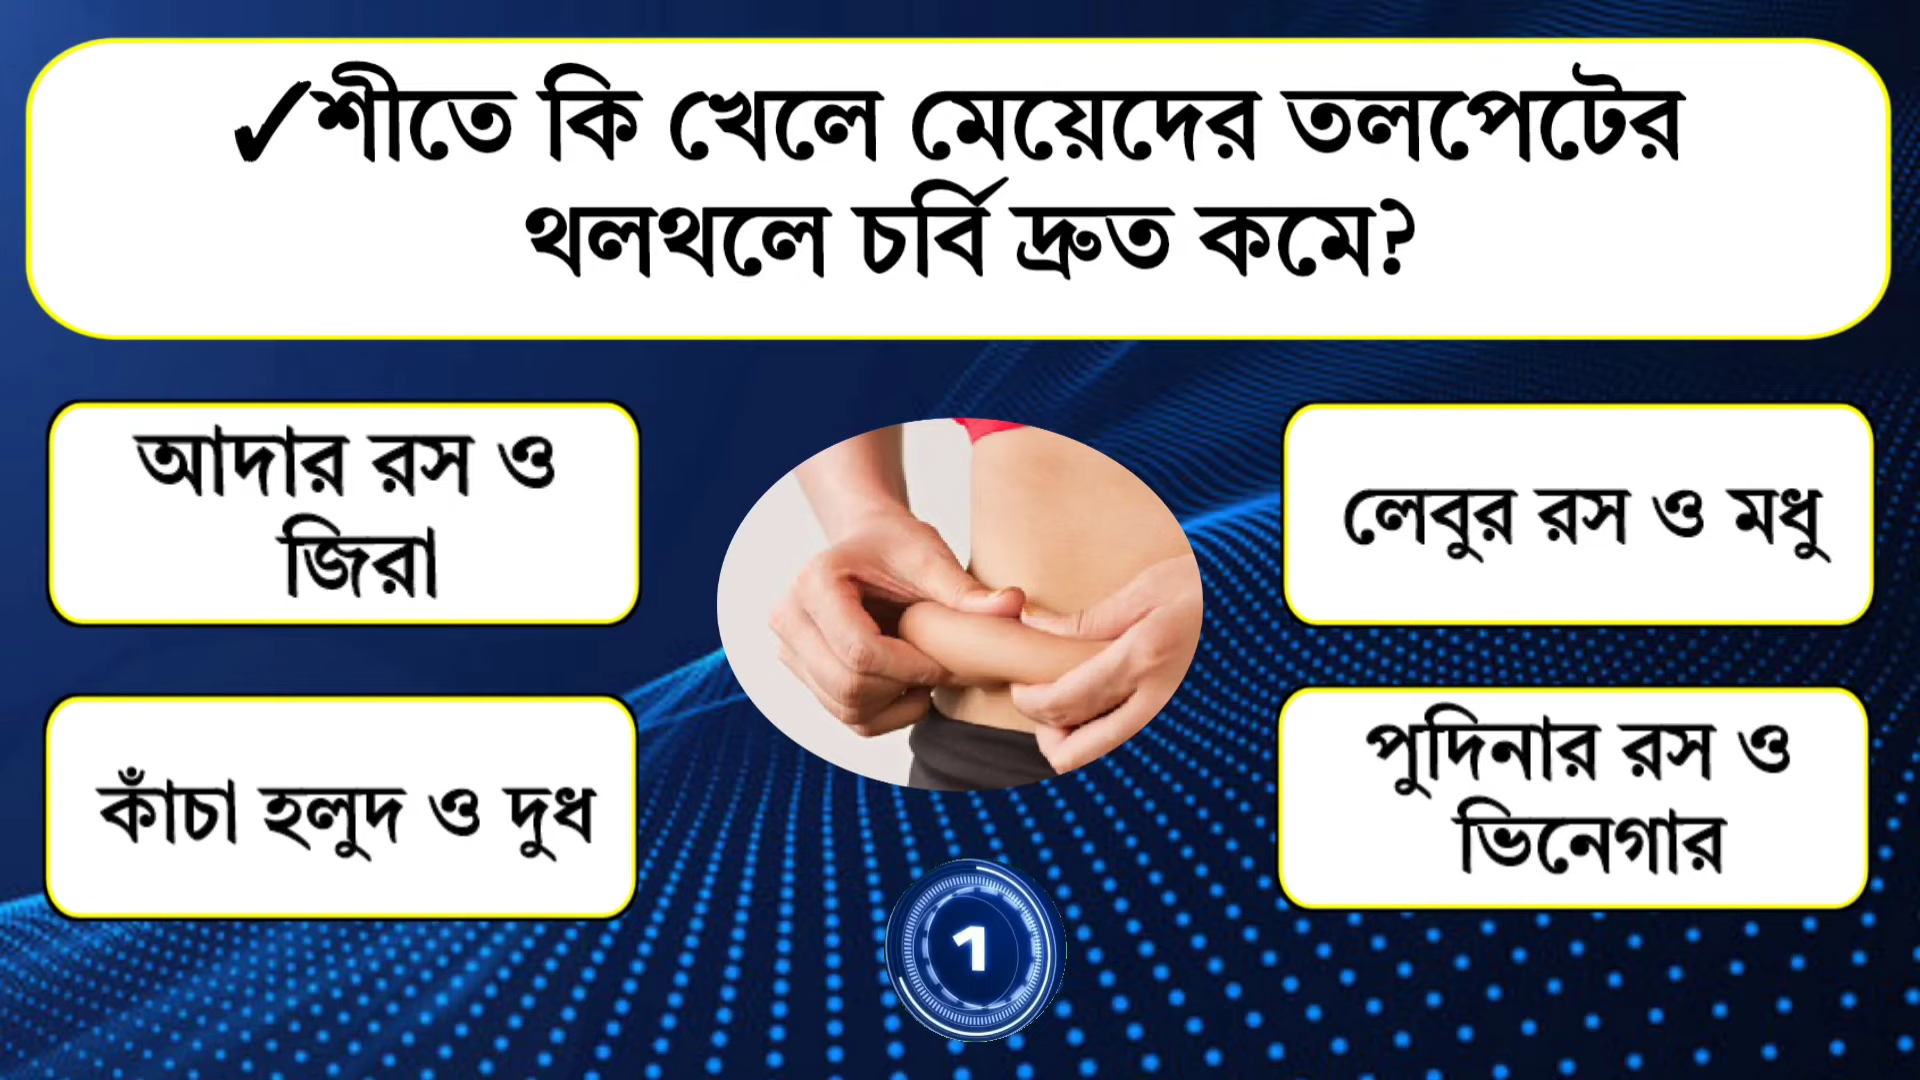 ✓শীতে কি খেলে মেয়েদের তলপেটের
থলথলে চর্বি দ্রুত কমে?
আদার রস ও
জিরা
লেবুর রস ও মধু
কাঁচা হলুদ ও দুধ
পুদিনার রস ও
ভিনেগার
1